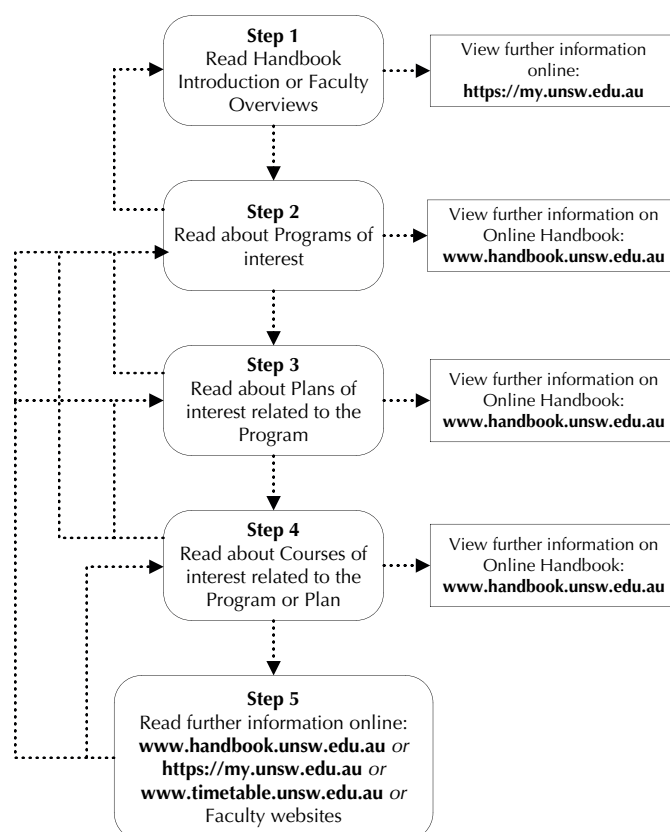 Step 1
Read Handbook
Introduction or Faculty
Overviews
View further information
online:
https://my.unsw.edu.au
Step 2
Read about Programs of
interest
View further information on
Online Handbook:
www.handbook.unsw.edu.au
Step 3
Read about Plans of
interest related to the
Program
View further information on
Online Handbook:
www.handbook.unsw.edu.au
Step 4
Read about Courses of
interest related to the
Program or Plan
View further information on
Online Handbook:
www.handbook.unsw.edu.au
Step 5
Read further information online:
www.handbook.unsw.edu.au or
https://my.unsw.edu.au or
www.timetable.unsw.edu.au or
Faculty websites